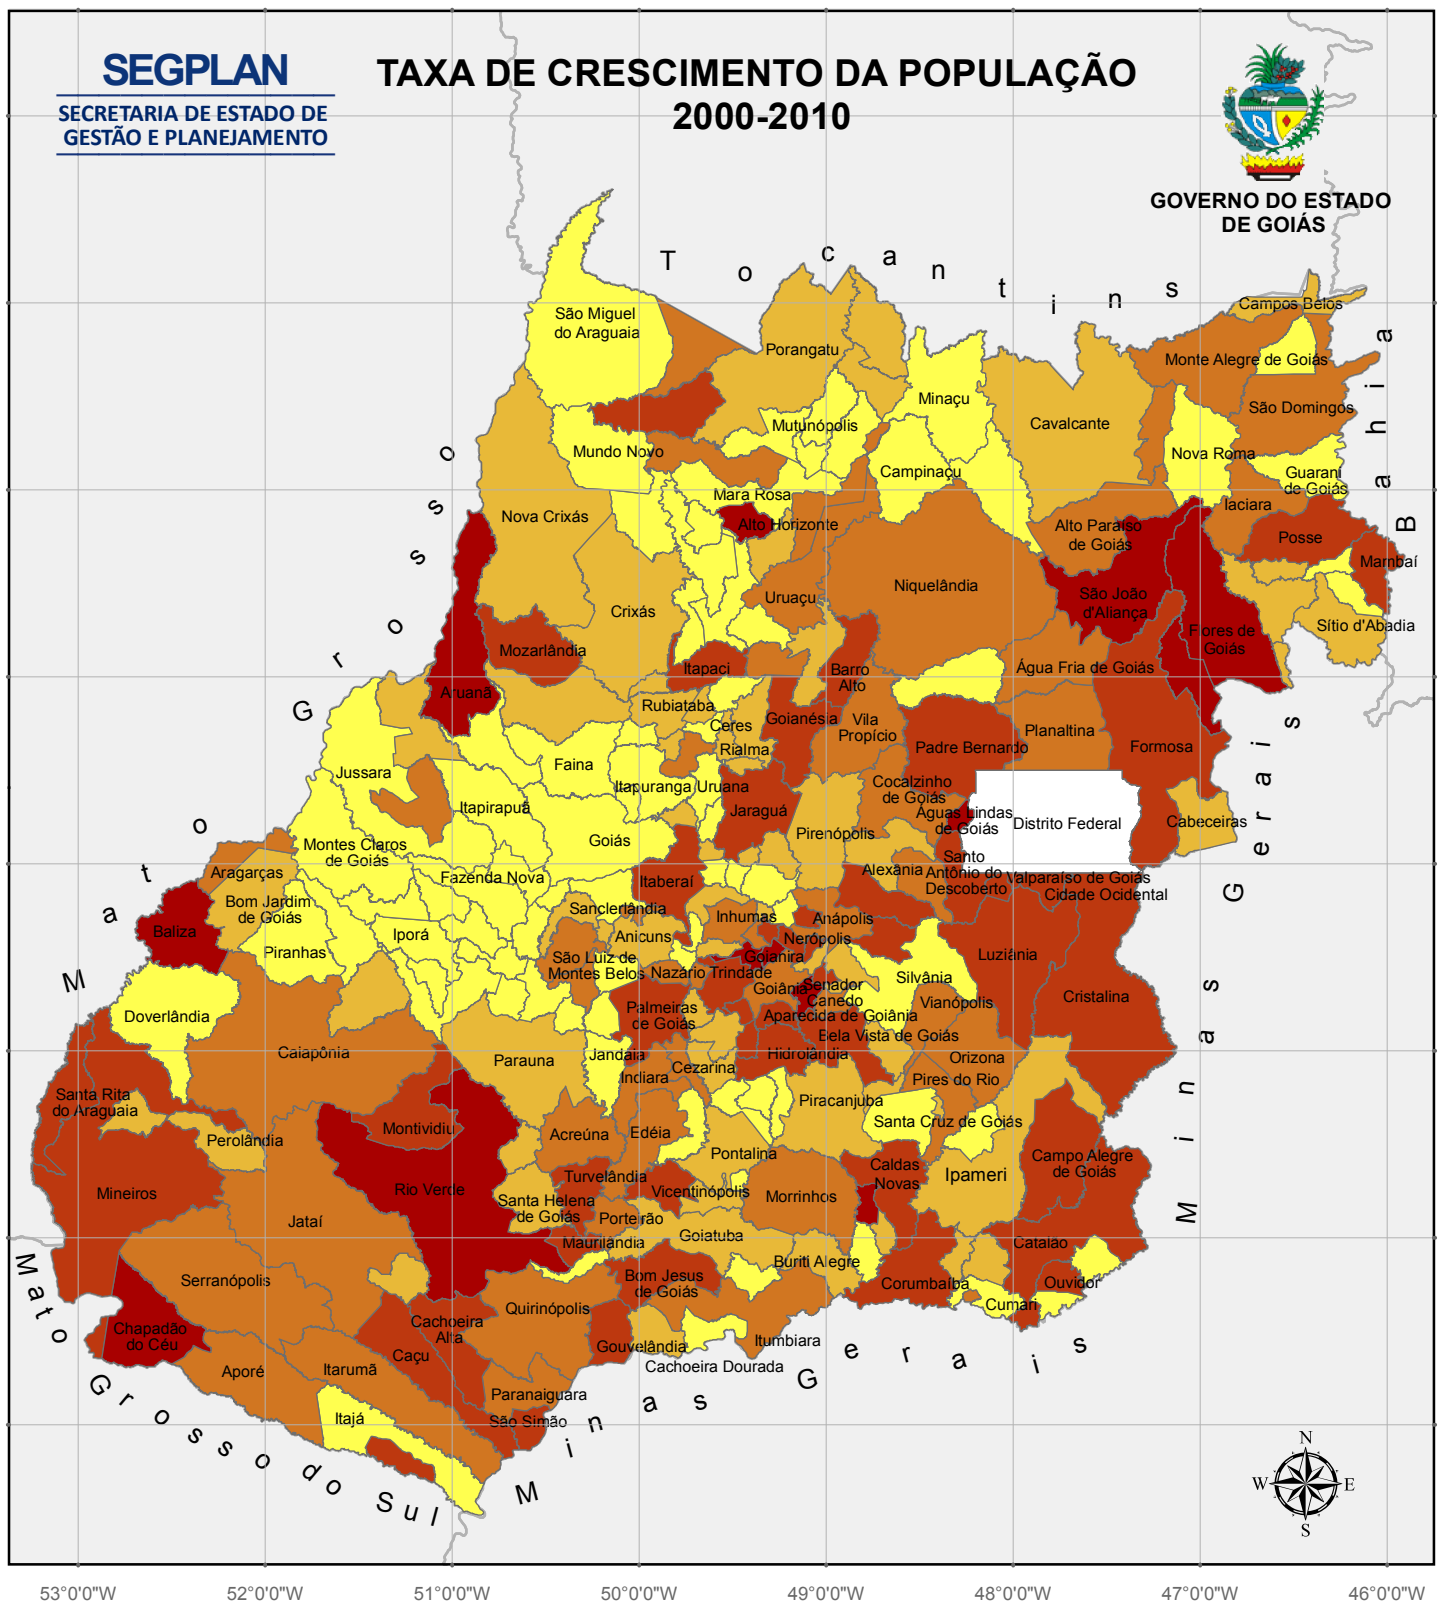 SEGPLAN
SECRETARIA DE ESTADO DE
GESTÃO E PLANEJAMENTO
TAXA DE CRESCIMENTO DA POPULAÇÃO
2000-2010
GOVERNO DO ESTADO
DE GOIÁS
Tocantins
Bahia
Minas Gerais
Minas Gerais
Mato Grosso do Sul
Mato Grosso
São Miguel
do Araguaia
Porangatu
Campos Belos
Monte Alegre de Goiás
Minaçu
São Domingos
Cavalcante
Mutunópolis
Mundo Novo
Nova Roma
Campinaçu
Guarani
de Goiás
Mara Rosa
Iaciara
Nova Crixás
Alto Horizonte
Alto Paraíso
de Goiás
Posse
Mambaí
Niquelândia
São João
d'Aliança
Uruaçu
Crixás
Sítio d'Abadia
Flores de
Goiás
Mozarlândia
Itapaci
Barro
Alto
Água Fria de Goiás
Aruanã
Rubiataba
Goianésia
Vila
Propício
Ceres
Planaltina
Rialma
Padre Bernardo
Formosa
Faina
Jussara
Itapuranga
Uruana
Cocalzinho
de Goiás
Itapirapuã
Jaraguá
Águas Lindas
de Goiás
Distrito Federal
Cabeceiras
Pirenópolis
Goiás
Montes Claros
de Goiás
Santo
Antônio do
Descoberto
Aragarças
Fazenda Nova
Itaberaí
Alexânia
Valparaíso de Goiás
Cidade Ocidental
Bom Jardim
de Goiás
Sanclerlândia
Inhumas
Anápolis
Baliza
Iporá
Anicuns
Nerópolis
Piranhas
São Luiz de
Montes Belos
Goianira
Luziânia
Nazário
Trindade
Silvânia
Goiânia
Senador
Canedo
Cristalina
Vianópolis
Doverlândia
Palmeiras
de Goiás
Aparecida de Goiânia
Bela Vista de Goiás
Caiapônia
Parauna
Jandaia
Hidrolândia
Orizona
Cezarina
Indiara
Pires do Rio
Santa Rita
do Araguaia
Piracanjuba
Santa Cruz de Goiás
Montividiu
Acreúna
Edéia
Perolândia
Pontalina
Campo Alegre
de Goiás
Caldas
Novas
Ipameri
Turvelândia
Mineiros
Rio Verde
Vicentinópolis
Morrinhos
Santa Helena
de Goiás
Porteirão
Jataí
Goiatuba
Maurilândia
Catalão
Buriti Alegre
Serranópolis
Bom Jesus
de Goiás
Corumbaíba
Ouvidor
Quirinópolis
Cumari
Cachoeira
Alta
Chapadão
do Céu
Gouvelândia
Itumbiara
Caçu
Cachoeira Dourada
Aporé
Itarumã
Paranaiguara
Itajá
São Simão
N
W
E
S
53°0'0"W
52°0'0"W
51°0'0"W
50°0'0"W
49°0'0"W
48°0'0"W
47°0'0"W
46°0'0"W